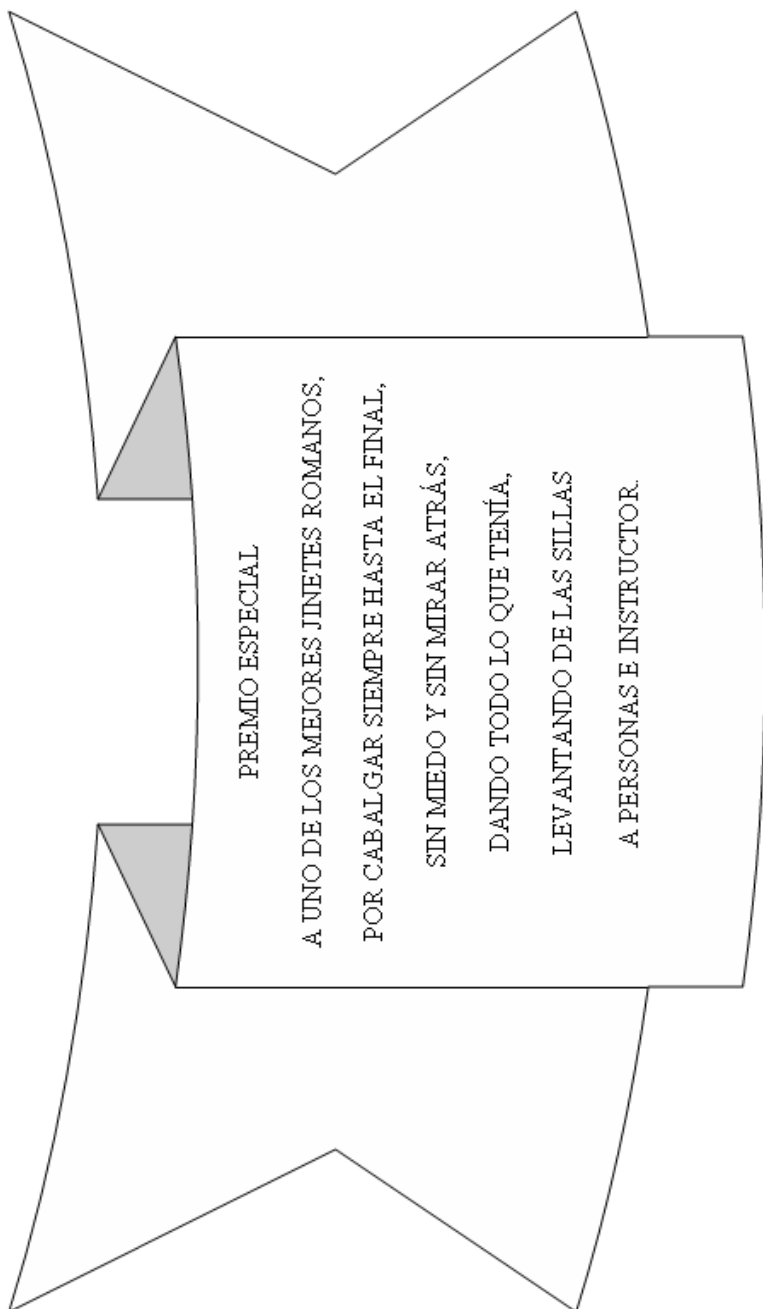 PREMIO ESPECIAL
A UNO DE LOS MEJORES JINETES ROMANOS,
POR CABALGAR SIEMPRE HASTA EL FINAL,
SIN MIEDO Y SIN MIRAR ATRÁS,
DANDO TODO LO QUE TENÍA,
LEVANTANDO DE LAS SILLAS
A PERSONAS E INSTRUCTOR.